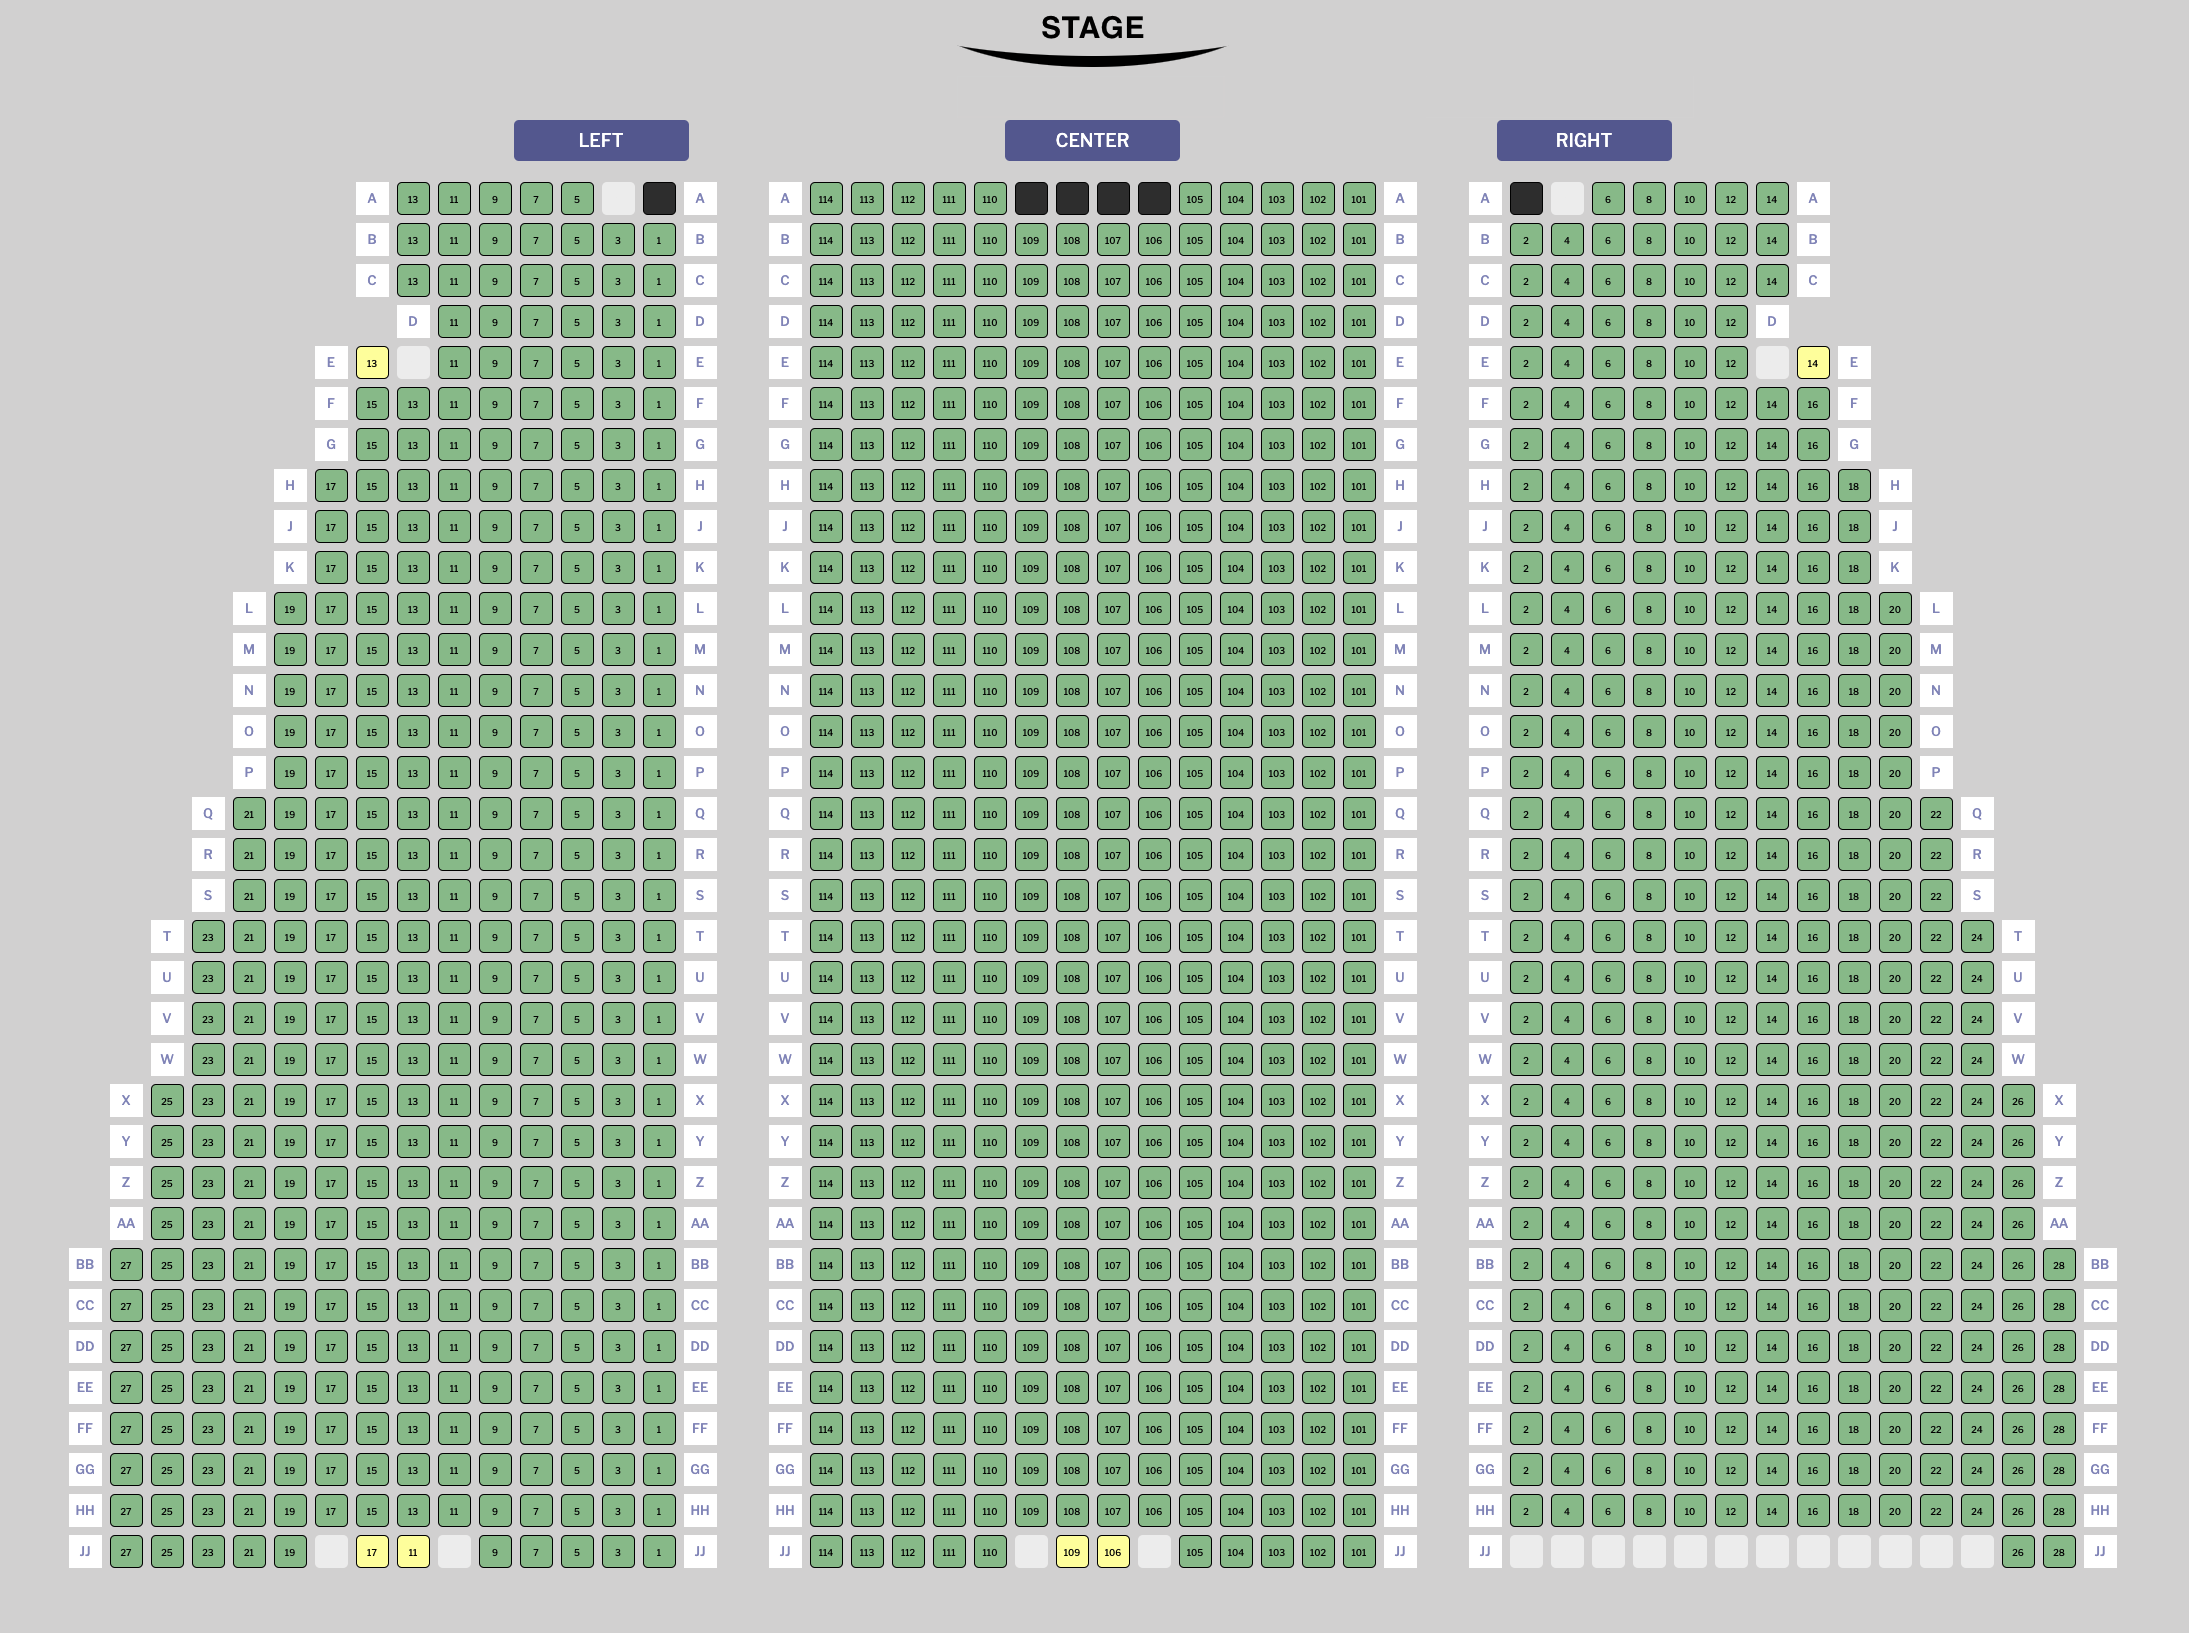 STAGE
LEFT CENTER RIGHT
A 13 11 9 7 5 A A 114 113 112 111 110 105 104 103 102 101 A A 6 8 10 12 14 A
B 13 11 9 7 5 3 1 B B 114 113 112 111 110 109 108 107 106 105 104 103 102 101 B B 2 4 6 8 10 12 14 B
C 13 11 9 7 5 3 1 C C 114 113 112 111 110 109 108 107 106 105 104 103 102 101 C C 2 4 6 8 10 12 14 C
D 11 9 7 5 3 1 D D 114 113 112 111 110 109 108 107 106 105 104 103 102 101 D D 2 4 6 8 10 12 D
E 13 11 9 7 5 3 1 E E 114 113 112 111 110 109 108 107 106 105 104 103 102 101 E E 2 4 6 8 10 12 14 E
F 15 13 11 9 7 5 3 1 F F 114 113 112 111 110 109 108 107 106 105 104 103 102 101 F F 2 4 6 8 10 12 14 16 F
G 15 13 11 9 7 5 3 1 G G 114 113 112 111 110 109 108 107 106 105 104 103 102 101 G G 2 4 6 8 10 12 14 16 G
H 17 15 13 11 9 7 5 3 1 H H 114 113 112 111 110 109 108 107 106 105 104 103 102 101 H H 2 4 6 8 10 12 14 16 18 H
J 17 15 13 11 9 7 5 3 1 J J 114 113 112 111 110 109 108 107 106 105 104 103 102 101 J J 2 4 6 8 10 12 14 16 18 J
K 17 15 13 11 9 7 5 3 1 K K 114 113 112 111 110 109 108 107 106 105 104 103 102 101 K K 2 4 6 8 10 12 14 16 18 K
L 19 17 15 13 11 9 7 5 3 1 L L 114 113 112 111 110 109 108 107 106 105 104 103 102 101 L L 2 4 6 8 10 12 14 16 18 20 L
M 19 17 15 13 11 9 7 5 3 1 M M 114 113 112 111 110 109 108 107 106 105 104 103 102 101 M M 2 4 6 8 10 12 14 16 18 20 M
N 19 17 15 13 11 9 7 5 3 1 N N 114 113 112 111 110 109 108 107 106 105 104 103 102 101 N N 2 4 6 8 10 12 14 16 18 20 N
O 19 17 15 13 11 9 7 5 3 1 O O 114 113 112 111 110 109 108 107 106 105 104 103 102 101 O O 2 4 6 8 10 12 14 16 18 20 O
P 19 17 15 13 11 9 7 5 3 1 P P 114 113 112 111 110 109 108 107 106 105 104 103 102 101 P P 2 4 6 8 10 12 14 16 18 20 P
Q 21 19 17 15 13 11 9 7 5 3 1 Q Q 114 113 112 111 110 109 108 107 106 105 104 103 102 101 Q Q 2 4 6 8 10 12 14 16 18 20 22 Q
R 21 19 17 15 13 11 9 7 5 3 1 R R 114 113 112 111 110 109 108 107 106 105 104 103 102 101 R R 2 4 6 8 10 12 14 16 18 20 22 R
S 21 19 17 15 13 11 9 7 5 3 1 S S 114 113 112 111 110 109 108 107 106 105 104 103 102 101 S S 2 4 6 8 10 12 14 16 18 20 22 S
T 23 21 19 17 15 13 11 9 7 5 3 1 T T 114 113 112 111 110 109 108 107 106 105 104 103 102 101 T T 2 4 6 8 10 12 14 16 18 20 22 24 T
U 23 21 19 17 15 13 11 9 7 5 3 1 U U 114 113 112 111 110 109 108 107 106 105 104 103 102 101 U U 2 4 6 8 10 12 14 16 18 20 22 24 U
V 23 21 19 17 15 13 11 9 7 5 3 1 V V 114 113 112 111 110 109 108 107 106 105 104 103 102 101 V V 2 4 6 8 10 12 14 16 18 20 22 24 V
W 23 21 19 17 15 13 11 9 7 5 3 1 W W 114 113 112 111 110 109 108 107 106 105 104 103 102 101 W W 2 4 6 8 10 12 14 16 18 20 22 24 W
X 25 23 21 19 17 15 13 11 9 7 5 3 1 X X 114 113 112 111 110 109 108 107 106 105 104 103 102 101 X X 2 4 6 8 10 12 14 16 18 20 22 24 26 X
Y 25 23 21 19 17 15 13 11 9 7 5 3 1 Y Y 114 113 112 111 110 109 108 107 106 105 104 103 102 101 Y Y 2 4 6 8 10 12 14 16 18 20 22 24 26 Y
Z 25 23 21 19 17 15 13 11 9 7 5 3 1 Z Z 114 113 112 111 110 109 108 107 106 105 104 103 102 101 Z Z 2 4 6 8 10 12 14 16 18 20 22 24 26 Z
AA 25 23 21 19 17 15 13 11 9 7 5 3 1 AA AA 114 113 112 111 110 109 108 107 106 105 104 103 102 101 AA AA 2 4 6 8 10 12 14 16 18 20 22 24 26 AA
BB 27 25 23 21 19 17 15 13 11 9 7 5 3 1 BB BB 114 113 112 111 110 109 108 107 106 105 104 103 102 101 BB BB 2 4 6 8 10 12 14 16 18 20 22 24 26 28 BB
CC 27 25 23 21 19 17 15 13 11 9 7 5 3 1 CC CC 114 113 112 111 110 109 108 107 106 105 104 103 102 101 CC CC 2 4 6 8 10 12 14 16 18 20 22 24 26 28 CC
DD 27 25 23 21 19 17 15 13 11 9 7 5 3 1 DD DD 114 113 112 111 110 109 108 107 106 105 104 103 102 101 DD DD 2 4 6 8 10 12 14 16 18 20 22 24 26 28 DD
EE 27 25 23 21 19 17 15 13 11 9 7 5 3 1 EE EE 114 113 112 111 110 109 108 107 106 105 104 103 102 101 EE EE 2 4 6 8 10 12 14 16 18 20 22 24 26 28 EE
FF 27 25 23 21 19 17 15 13 11 9 7 5 3 1 FF FF 114 113 112 111 110 109 108 107 106 105 104 103 102 101 FF FF 2 4 6 8 10 12 14 16 18 20 22 24 26 28 FF
GG 27 25 23 21 19 17 15 13 11 9 7 5 3 1 GG GG 114 113 112 111 110 109 108 107 106 105 104 103 102 101 GG GG 2 4 6 8 10 12 14 16 18 20 22 24 26 28 GG
HH 27 25 23 21 19 17 15 13 11 9 7 5 3 1 HH HH 114 113 112 111 110 109 108 107 106 105 104 103 102 101 HH HH 2 4 6 8 10 12 14 16 18 20 22 24 26 28 HH
JJ 27 25 23 21 19 17 11 9 7 5 3 1 JJ JJ 114 113 112 111 110 109 106 105 104 103 102 101 JJ JJ 26 28 JJ